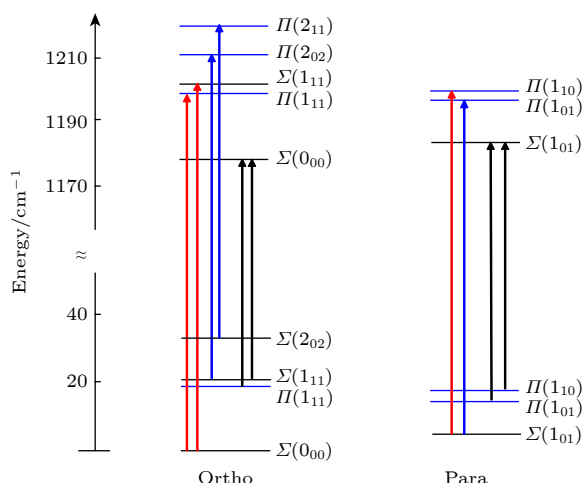 Π(2₁₁)
1210
Π(2₀₂)
Σ(1₁₁)
Π(1₁₁)
Π(1₁₀)
Π(1₀₁)
1190
Σ(1₀₁)
Σ(0₀₀)
1170
Energy/cm⁻¹
≈
40
Σ(2₀₂)
20
Σ(1₁₁)
Π(1₁₁)
Π(1₁₀)
Π(1₀₁)
Σ(1₀₁)
Σ(0₀₀)
Ortho
Para